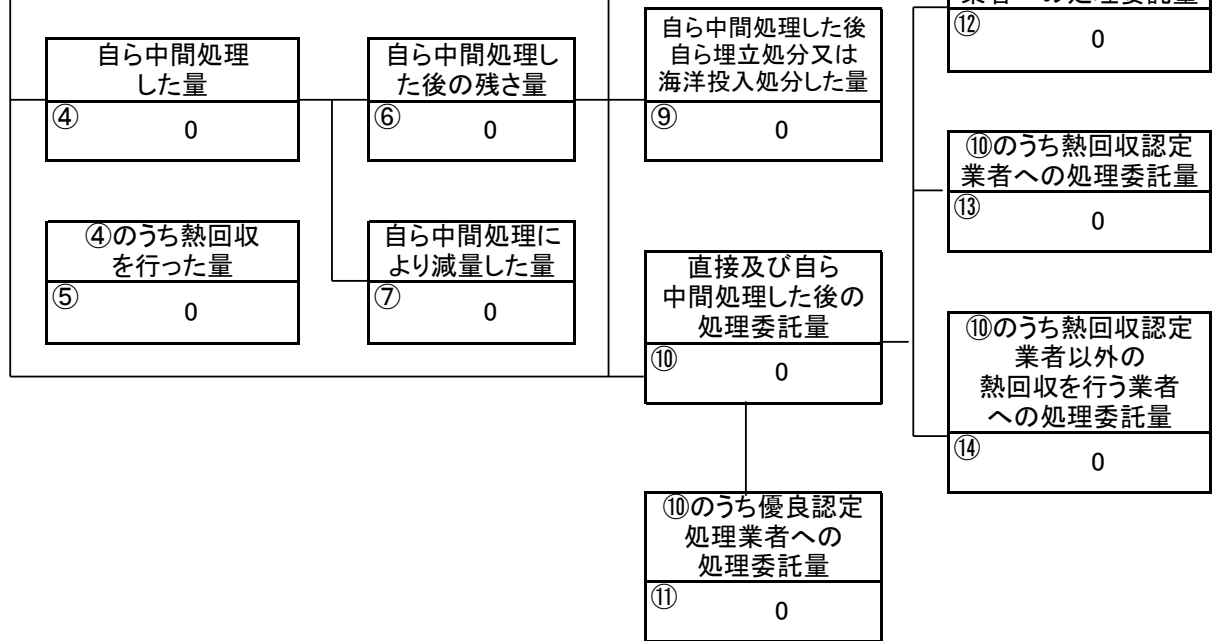 自ら中間処理
した量
④
0
自ら中間処理し
た後の残さ量
⑥
0
自ら中間処理した後
自ら埋立処分又は
海洋投入処分した量
⑨
0
⑫
0
⑩のうち熱回収認定
業者への処理委託量
⑬
0
④のうち熱回収
を行った量
⑤
0
自ら中間処理に
より減量した量
⑦
0
直接及び自ら
中間処理した後の
処理委託量
⑩
0
⑩のうち熱回収認定
業者以外の
熱回収を行う業者
への処理委託量
⑭
0
⑩のうち優良認定
処理業者への
処理委託量
⑪
0